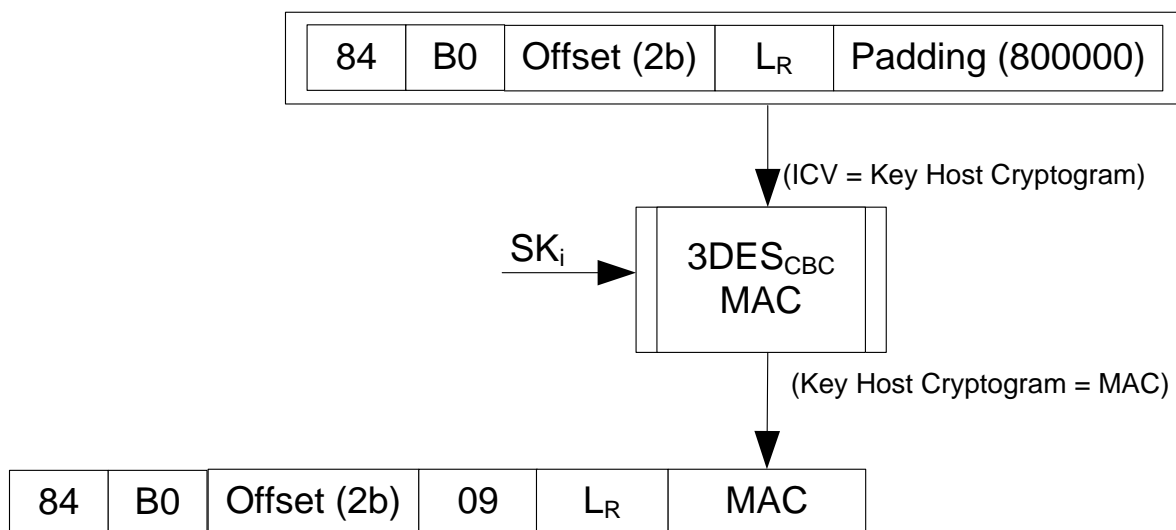 84 B0 Offset (2b) LR Padding (800000)
(ICV = Key Host Cryptogram)
SKi
3DESCBC
MAC
(Key Host Cryptogram = MAC)
84 B0 Offset (2b) 09 LR MAC